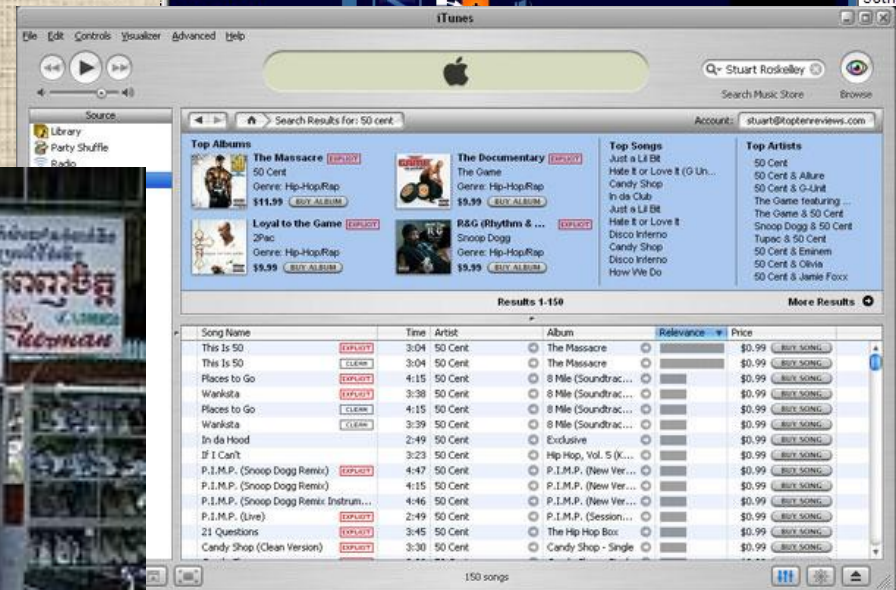 iTunes
File Edit Controls Visualizer Advanced Help
Stuart Roskelley
Search Music Store Browse
Source
Library
Party Shuffle
Radio
Search Results for: 50 cent
Account: stuart@toptenreviews.com
Top Albums
The Massacre EXPLICIT
50 Cent
Genre: Hip-Hop/Rap
$11.99 BUY ALBUM
The Documentary EXPLICIT
The Game
Genre: Hip-Hop/Rap
$9.99 BUY ALBUM
Loyal to the Game EXPLICIT
2Pac
Genre: Hip-Hop/Rap
$9.99 BUY ALBUM
R&G (Rhythm & ... EXPLICIT
Snoop Dogg
Genre: Hip-Hop/Rap
$9.99 BUY ALBUM
Top Songs
Just a Lil Bit
Hate It or Love It (G Un...
Candy Shop
In da Club
Just a Lil Bit
Hate It or Love It
Disco Inferno
Candy Shop
Disco Inferno
How We Do
Top Artists
50 Cent
50 Cent & Allure
50 Cent & G-Unit
The Game featuring ...
The Game & 50 Cent
Snoop Dogg & 50 Cent
Tupac & 50 Cent
50 Cent & Eminem
50 Cent & Olivia
50 Cent & Jamie Foxx
Results 1-150
More Results
Song Name Time Artist Album Relevance Price
This Is 50 EXPLICIT 3:04 50 Cent The Massacre $0.99 BUY SONG
This Is 50 CLEAN 3:04 50 Cent The Massacre $0.99 BUY SONG
Places to Go EXPLICIT 4:15 50 Cent 8 Mile (Soundtrac... $0.99 BUY SONG
Wanksta EXPLICIT 3:38 50 Cent 8 Mile (Soundtrac... $0.99 BUY SONG
Places to Go CLEAN 4:15 50 Cent 8 Mile (Soundtrac... $0.99 BUY SONG
Wanksta CLEAN 3:39 50 Cent 8 Mile (Soundtrac... $0.99 BUY SONG
In da Hood 2:49 50 Cent Exclusive $0.99 BUY SONG
If I Can't 3:23 50 Cent Hip Hop, Vol. 5 (K... $0.99 BUY SONG
P.I.M.P. (Snoop Dogg Remix) EXPLICIT 4:47 50 Cent P.I.M.P. (New Ver... $0.99 BUY SONG
P.I.M.P. (Snoop Dogg Remix) 4:15 50 Cent P.I.M.P. (New Ver... $0.99 BUY SONG
P.I.M.P. (Snoop Dogg Remix Instrum... 4:46 50 Cent P.I.M.P. (New Ver... $0.99 BUY SONG
P.I.M.P. (Live) EXPLICIT 2:49 50 Cent P.I.M.P. (Session... $0.99 BUY SONG
21 Questions EXPLICIT 3:45 50 Cent The Hip Hop Box $0.99 BUY SONG
Candy Shop (Clean Version) EXPLICIT 3:30 50 Cent Candy Shop - Single $0.99 BUY SONG
150 songs